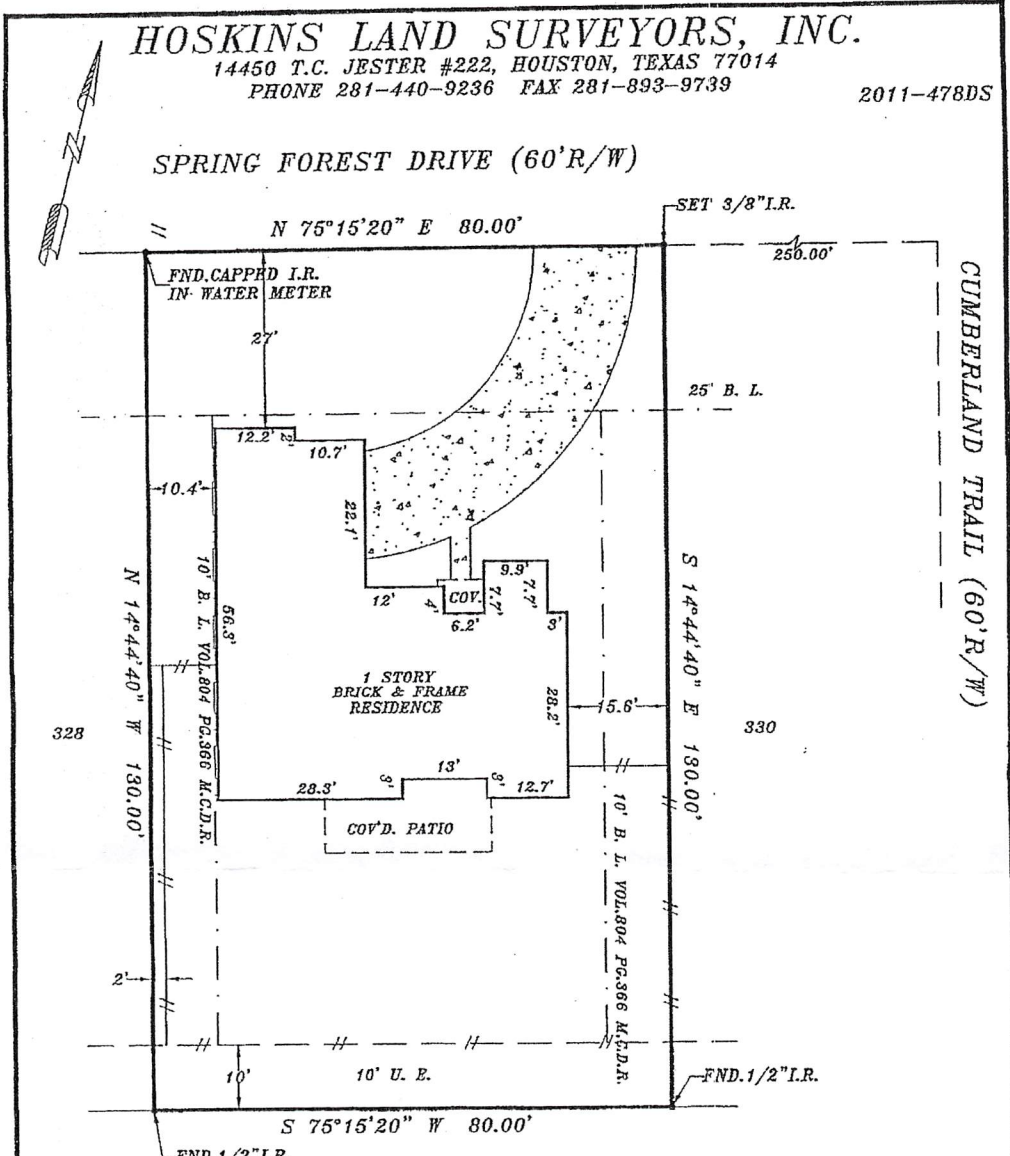 HOSKINS LAND SURVEYORS, INC.
14450 T.C. JESTER #222, HOUSTON, TEXAS 77014
PHONE 281-440-9236 FAX 281-893-9739
2011-478DS
N
SPRING FOREST DRIVE (60'R/W)
SET 3/8"I.R.
N 75°15'20" E 80.00'
250.00'
FND.CAPPED I.R.
IN WATER METER
27'
CUMBERLAND TRAIL (60'R/W)
25' B. L.
12.2'
2'
10.7'
10.4'
22.1'
10' B. L. VOL.804 PG.366 M.C.D.R.
N 14°44'40" W 130.00'
56.3'
12'
4'
COV.
6.2'
7.7'
9.9'
7.7'
3'
S 14°44'40" E 130.00'
1 STORY
BRICK & FRAME
RESIDENCE
28.2'
15.6'
328
330
28.3'
3'
13'
3'
12.7'
COV'D. PATIO
10' B. L. VOL.804 PG.366 M.C.D.R.
2'
10'
10' U. E.
FND.1/2"I.R.
S 75°15'20" W 80.00'
FND.1/2"I.R.